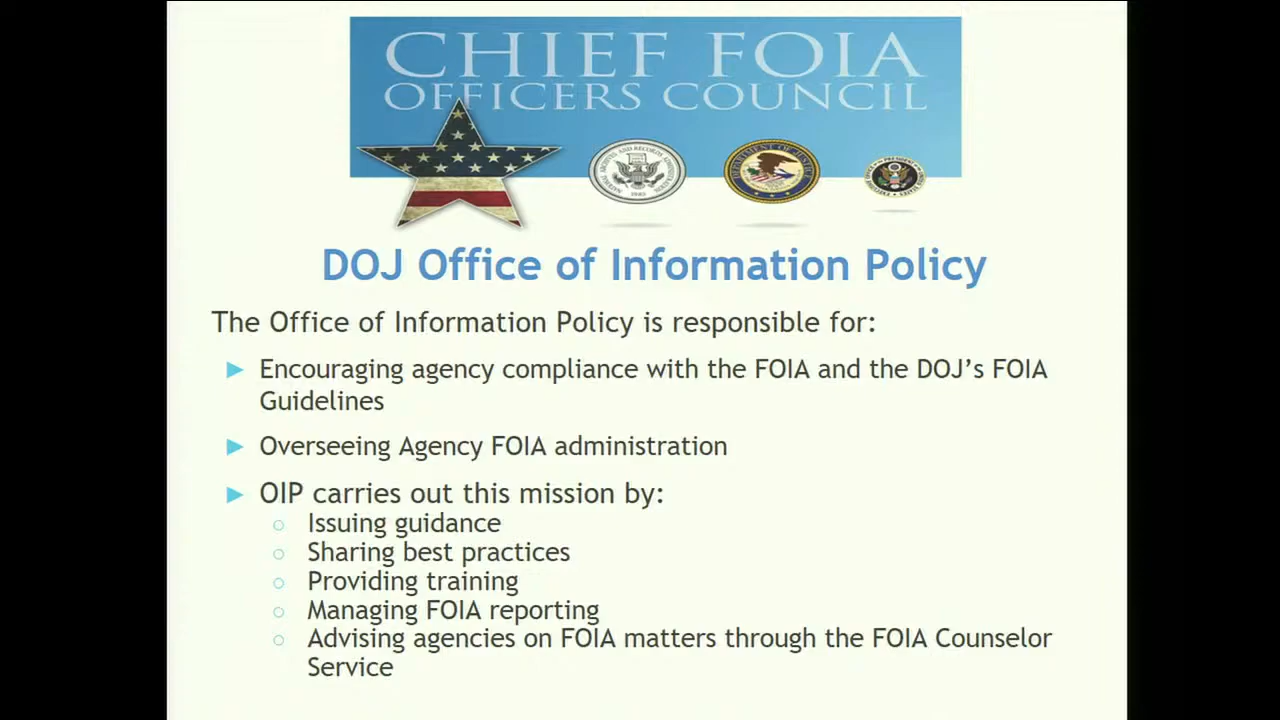 CHIEF FOIA
OFFICERS COUNCIL
DOJ Office of Information Policy
The Office of Information Policy is responsible for:
► Encouraging agency compliance with the FOIA and the DOJ’s FOIA
Guidelines
► Overseeing Agency FOIA administration
► OIP carries out this mission by:
○ Issuing guidance
○ Sharing best practices
○ Providing training
○ Managing FOIA reporting
○ Advising agencies on FOIA matters through the FOIA Counselor
Service